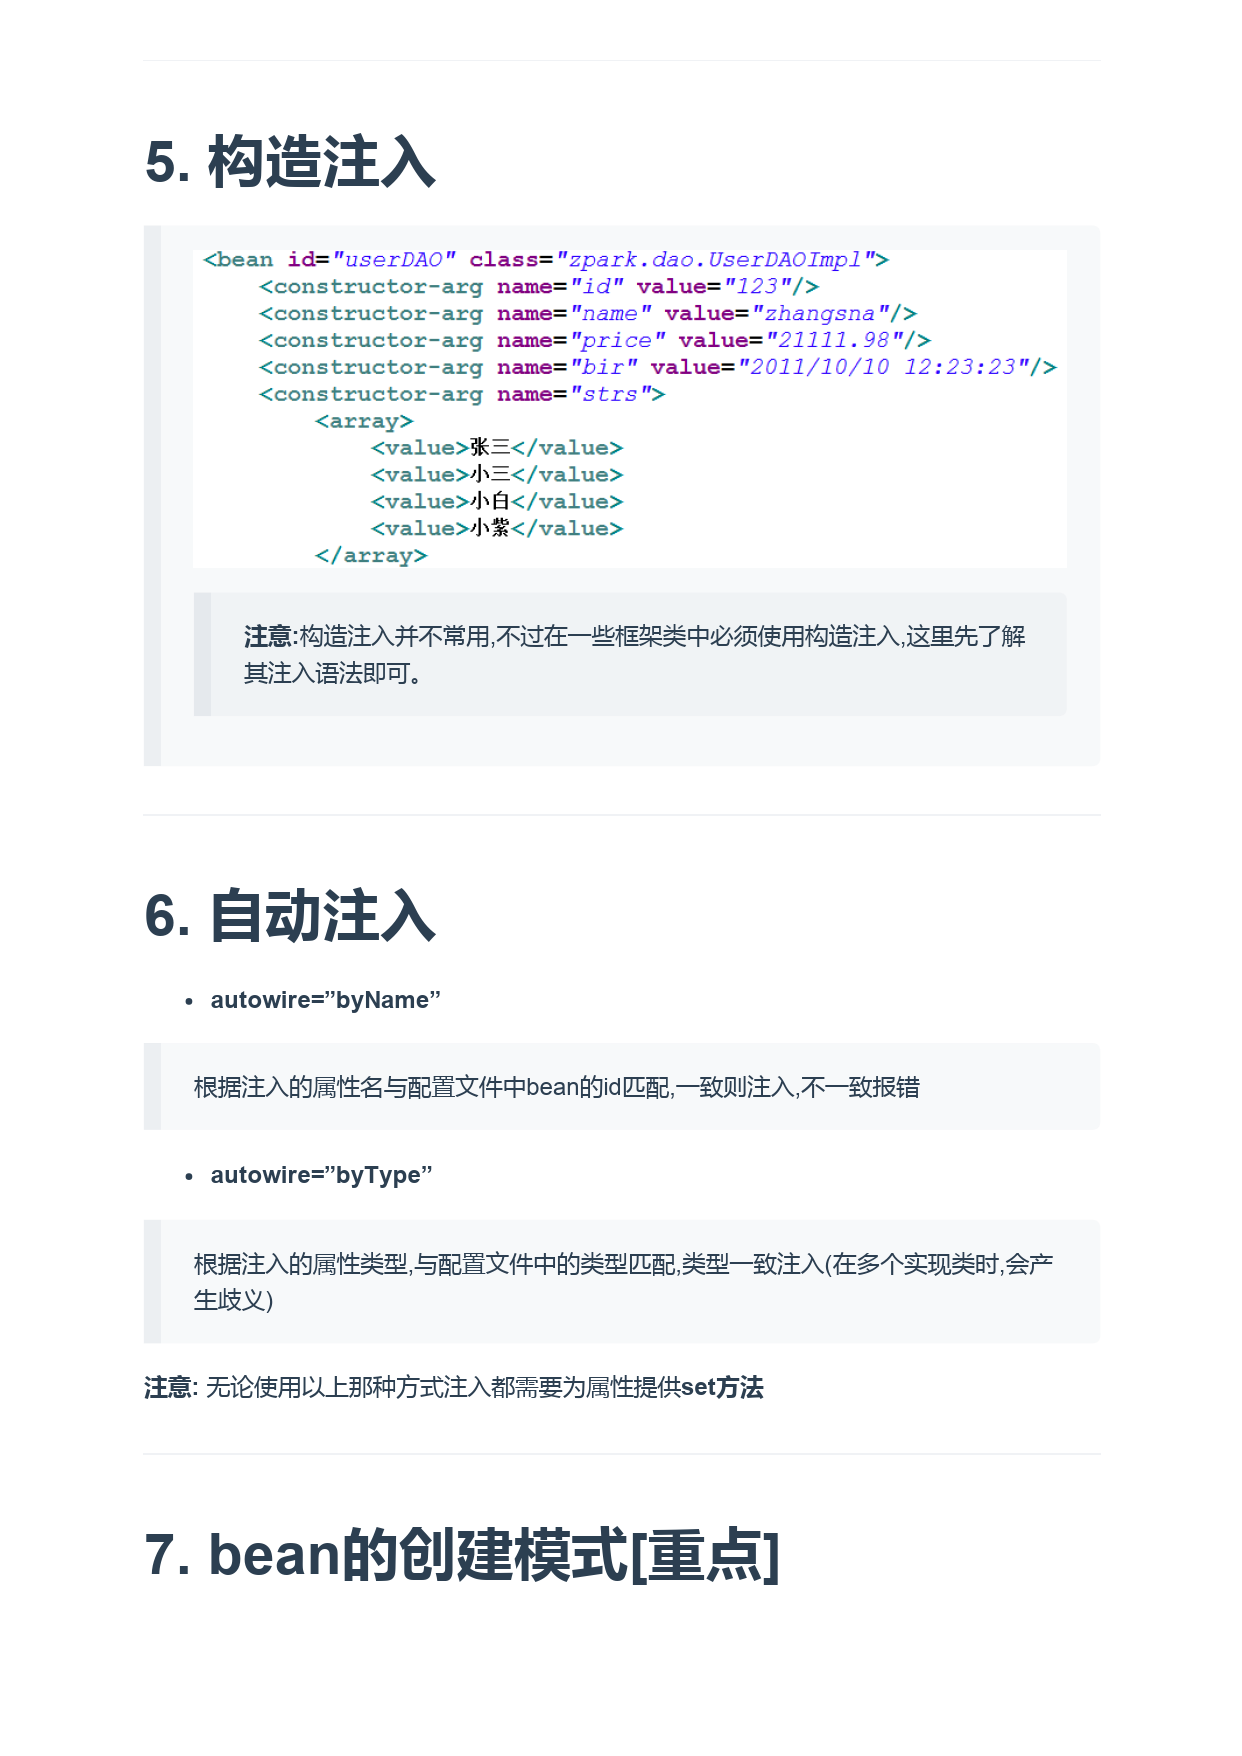 5. 构造注入
<bean id="userDAO" class="zpark.dao.UserDAOImpl">
<constructor-arg name="id" value="123"/>
<constructor-arg name="name" value="zhangsna"/>
<constructor-arg name="price" value="21111.98"/>
<constructor-arg name="bir" value="2011/10/10 12:23:23"/>
<constructor-arg name="strs">
<array>
<value>张三</value>
<value>小三</value>
<value>小白</value>
<value>小紫</value>
</array>
注意:构造注入并不常用,不过在一些框架类中必须使用构造注入,这里先了解
其注入语法即可。
6. 自动注入
• autowire=”byName”
根据注入的属性名与配置文件中bean的id匹配,一致则注入,不一致报错
• autowire=”byType”
根据注入的属性类型,与配置文件中的类型匹配,类型一致注入(在多个实现类时,会产
生歧义)
注意: 无论使用以上那种方式注入都需要为属性提供set方法
7. bean的创建模式[重点]